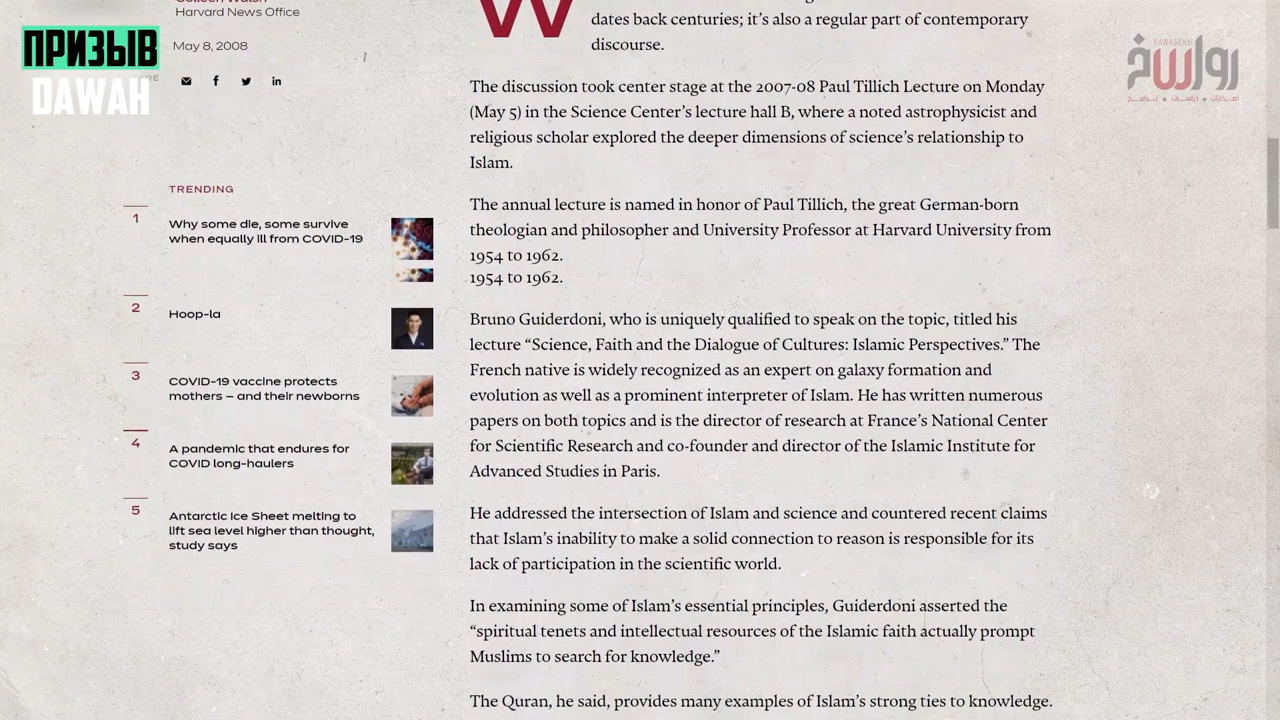 Harvard News Office
May 8, 2008
ПРИЗЫВ
DAWAH
RAWASEKH
رواسخ
إصدارات • دراسات • برامج
TRENDING
1
Why some die, some survive
when equally ill from COVID-19
2
Hoop-la
3
COVID-19 vaccine protects
mothers – and their newborns
4
A pandemic that endures for
COVID long-haulers
5
Antarctic Ice Sheet melting to
lift sea level higher than thought,
study says
dates back centuries; it’s also a regular part of contemporary
discourse.
The discussion took center stage at the 2007-08 Paul Tillich Lecture on Monday
(May 5) in the Science Center’s lecture hall B, where a noted astrophysicist and
religious scholar explored the deeper dimensions of science’s relationship to
Islam.
The annual lecture is named in honor of Paul Tillich, the great German-born
theologian and philosopher and University Professor at Harvard University from
1954 to 1962.
1954 to 1962.
Bruno Guiderdoni, who is uniquely qualified to speak on the topic, titled his
lecture “Science, Faith and the Dialogue of Cultures: Islamic Perspectives.” The
French native is widely recognized as an expert on galaxy formation and
evolution as well as a prominent interpreter of Islam. He has written numerous
papers on both topics and is the director of research at France’s National Center
for Scientific Research and co-founder and director of the Islamic Institute for
Advanced Studies in Paris.
He addressed the intersection of Islam and science and countered recent claims
that Islam’s inability to make a solid connection to reason is responsible for its
lack of participation in the scientific world.
In examining some of Islam’s essential principles, Guiderdoni asserted the
“spiritual tenets and intellectual resources of the Islamic faith actually prompt
Muslims to search for knowledge.”
The Quran, he said, provides many examples of Islam’s strong ties to knowledge.